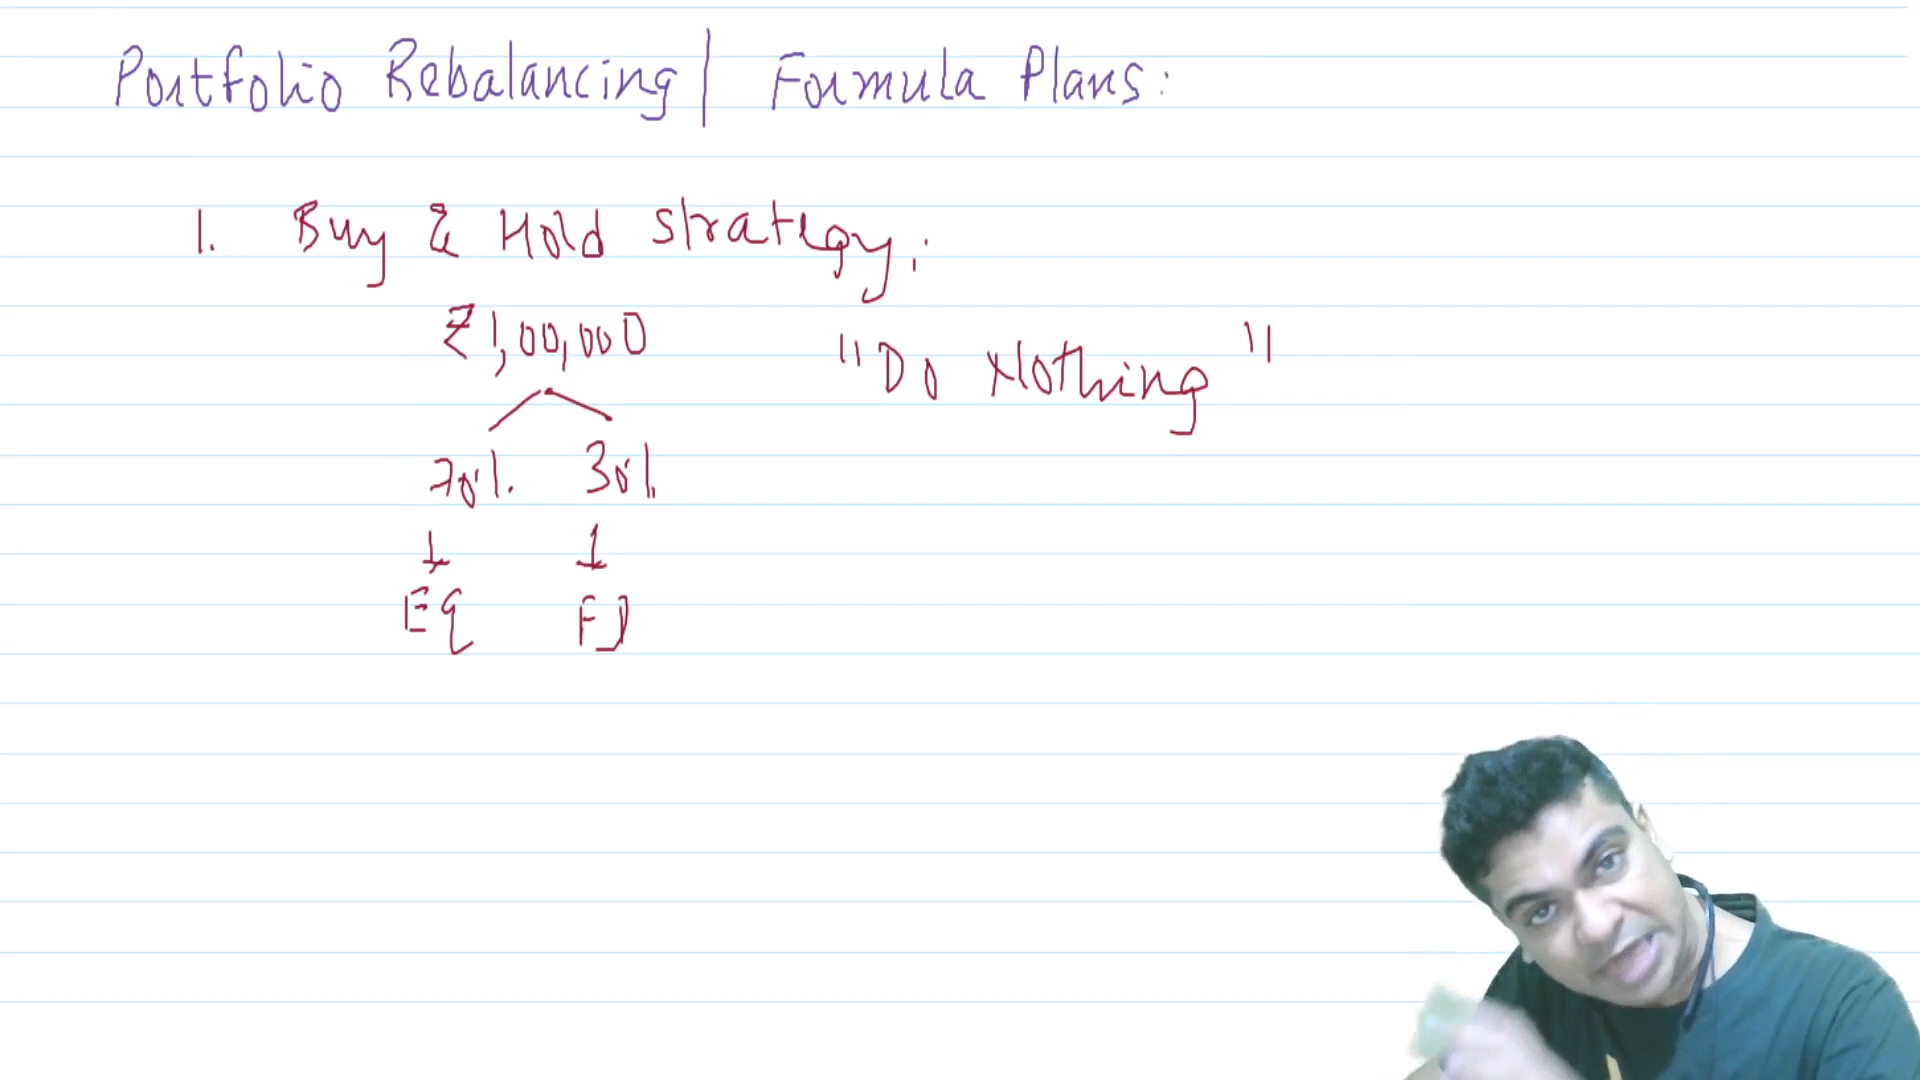 Portfolio Rebalancing | Formula Plans:
1. Buy & Hold Strategy:
₹1,00,000 "Do Nothing"
70% 30%
Eq FD